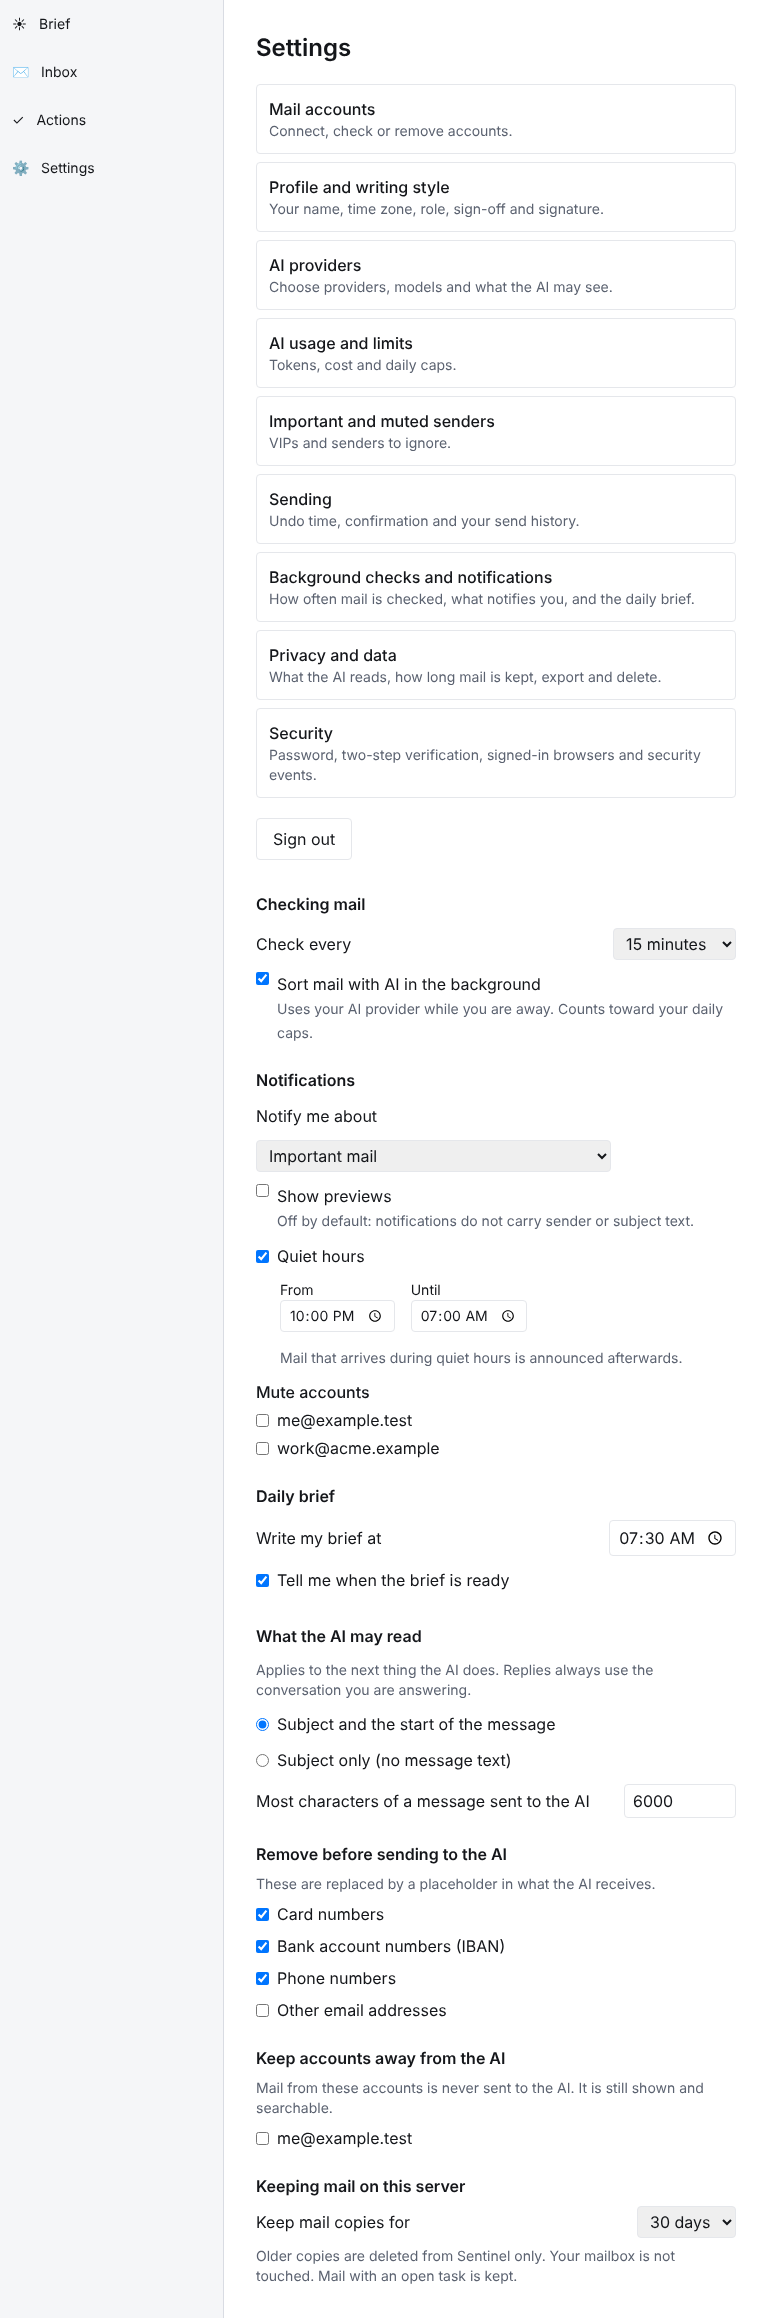 Brief
Inbox
Actions
Settings
Settings
Mail accounts
Connect, check or remove accounts.
Profile and writing style
Your name, time zone, role, sign-off and signature.
AI providers
Choose providers, models and what the AI may see.
AI usage and limits
Tokens, cost and daily caps.
Important and muted senders
VIPs and senders to ignore.
Sending
Undo time, confirmation and your send history.
Background checks and notifications
How often mail is checked, what notifies you, and the daily brief.
Privacy and data
What the AI reads, how long mail is kept, export and delete.
Security
Password, two-step verification, signed-in browsers and security
events.
Sign out
Checking mail
Check every 15 minutes
Sort mail with AI in the background
Uses your AI provider while you are away. Counts toward your daily
caps.
Notifications
Notify me about
Important mail
Show previews
Off by default: notifications do not carry sender or subject text.
Quiet hours
From Until
10:00 PM 07:00 AM
Mail that arrives during quiet hours is announced afterwards.
Mute accounts
me@example.test
work@acme.example
Daily brief
Write my brief at 07:30 AM
Tell me when the brief is ready
What the AI may read
Applies to the next thing the AI does. Replies always use the
conversation you are answering.
Subject and the start of the message
Subject only (no message text)
Most characters of a message sent to the AI 6000
Remove before sending to the AI
These are replaced by a placeholder in what the AI receives.
Card numbers
Bank account numbers (IBAN)
Phone numbers
Other email addresses
Keep accounts away from the AI
Mail from these accounts is never sent to the AI. It is still shown and
searchable.
me@example.test
Keeping mail on this server
Keep mail copies for 30 days
Older copies are deleted from Sentinel only. Your mailbox is not
touched. Mail with an open task is kept.